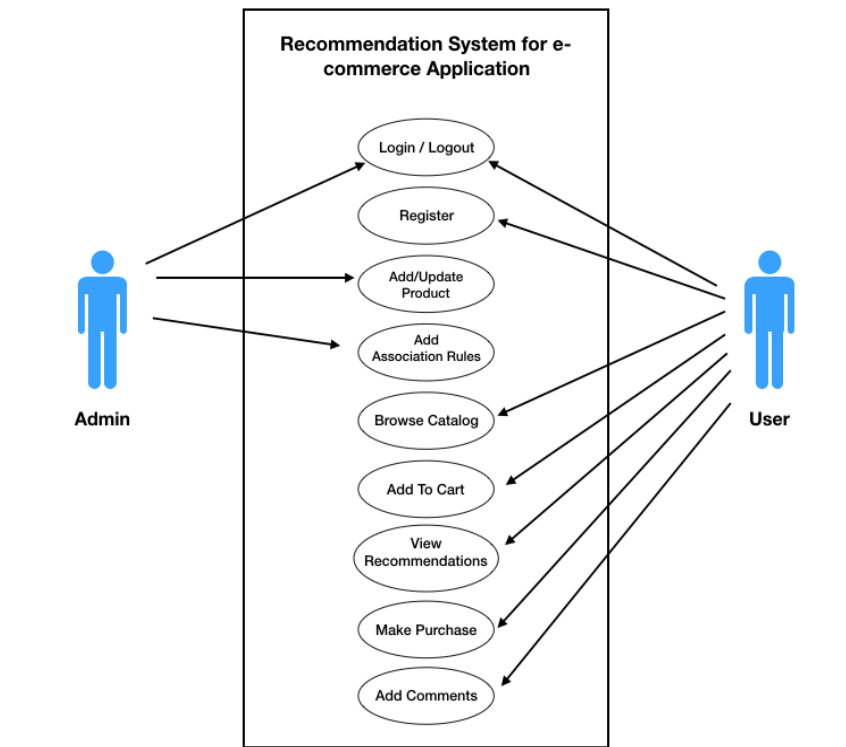 Recommendation System for e-
commerce Application
Login / Logout
Register
Add/Update
Product
Add
Association Rules
Browse Catalog
Add To Cart
View
Recommendations
Make Purchase
Add Comments
Admin
User